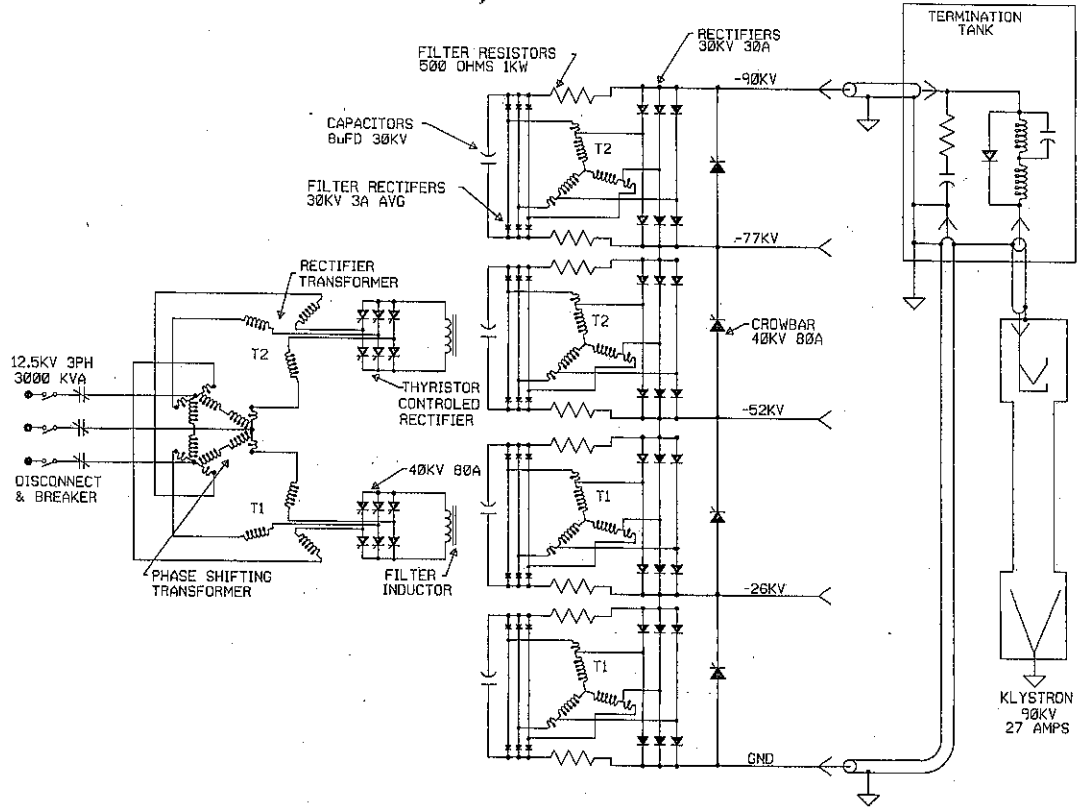 TERMINATION
TANK
RECTIFIERS
30KV 30A
FILTER RESISTORS
500 OHMS 1KW
-90KV
CAPACITORS
8uFD 30KV
T2
FILTER RECTIFERS
30KV 3A AVG
-77KV
RECTIFIER
TRANSFORMER
T2
T2
CROWBAR
40KV 80A
12.5KV 3PH
3000 KVA
THYRISTOR
CONTROLED
RECTIFIER
-52KV
DISCONNECT
& BREAKER
40KV 80A
T1
T1
PHASE SHIFTING
TRANSFORMER
FILTER
INDUCTOR
-26KV
T1
KLYSTRON
90KV
27 AMPS
GND